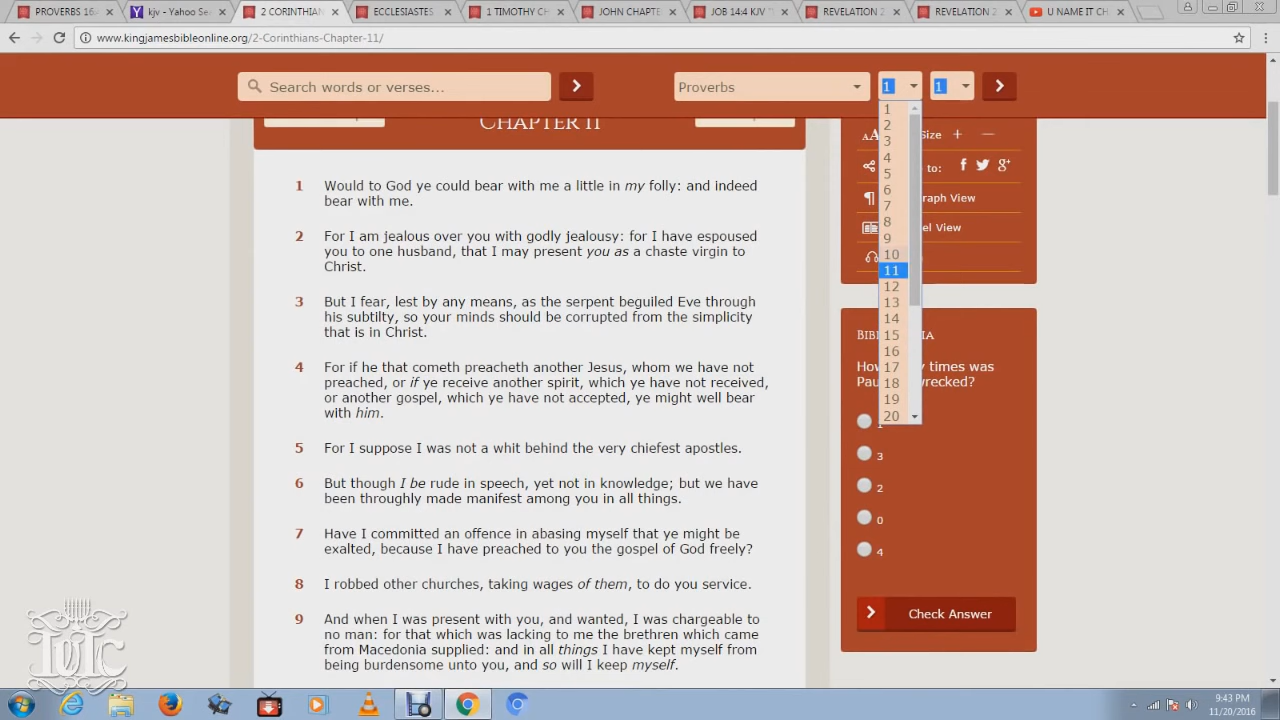 PROVERBS 16:
kjv - Yahoo Se
2 CORINTHIAN
ECCLESIASTES
1 TIMOTHY CH
JOHN CHAPTE
JOB 14:4 KJV "
REVELATION 2
REVELATION 2
U NAME IT CH
www.kingjamesbibleonline.org/2-Corinthians-Chapter-11/
Search words or verses...
Proverbs
1
1
CHAPTER 11
1 Would to God ye could bear with me a little in my folly: and indeed
bear with me.
2 For I am jealous over you with godly jealousy: for I have espoused
you to one husband, that I may present you as a chaste virgin to
Christ.
3 But I fear, lest by any means, as the serpent beguiled Eve through
his subtilty, so your minds should be corrupted from the simplicity
that is in Christ.
4 For if he that cometh preacheth another Jesus, whom we have not
preached, or if ye receive another spirit, which ye have not received,
or another gospel, which ye have not accepted, ye might well bear
with him.
5 For I suppose I was not a whit behind the very chiefest apostles.
6 But though I be rude in speech, yet not in knowledge; but we have
been throughly made manifest among you in all things.
7 Have I committed an offence in abasing myself that ye might be
exalted, because I have preached to you the gospel of God freely?
8 I robbed other churches, taking wages of them, to do you service.
9 And when I was present with you, and wanted, I was chargeable to
no man: for that which was lacking to me the brethren which came
from Macedonia supplied: and in all things I have kept myself from
being burdensome unto you, and so will I keep myself.
1
2
3
4
5
6
7
8
9
10
11
12
13
14
15
16
17
18
19
20
AA Size + —
to: f g+
¶ raph View
el View
BIB IA
Ho y times was
Pau wrecked?
1
3
2
0
4
Check Answer
IUIC
9:43 PM
11/20/2016